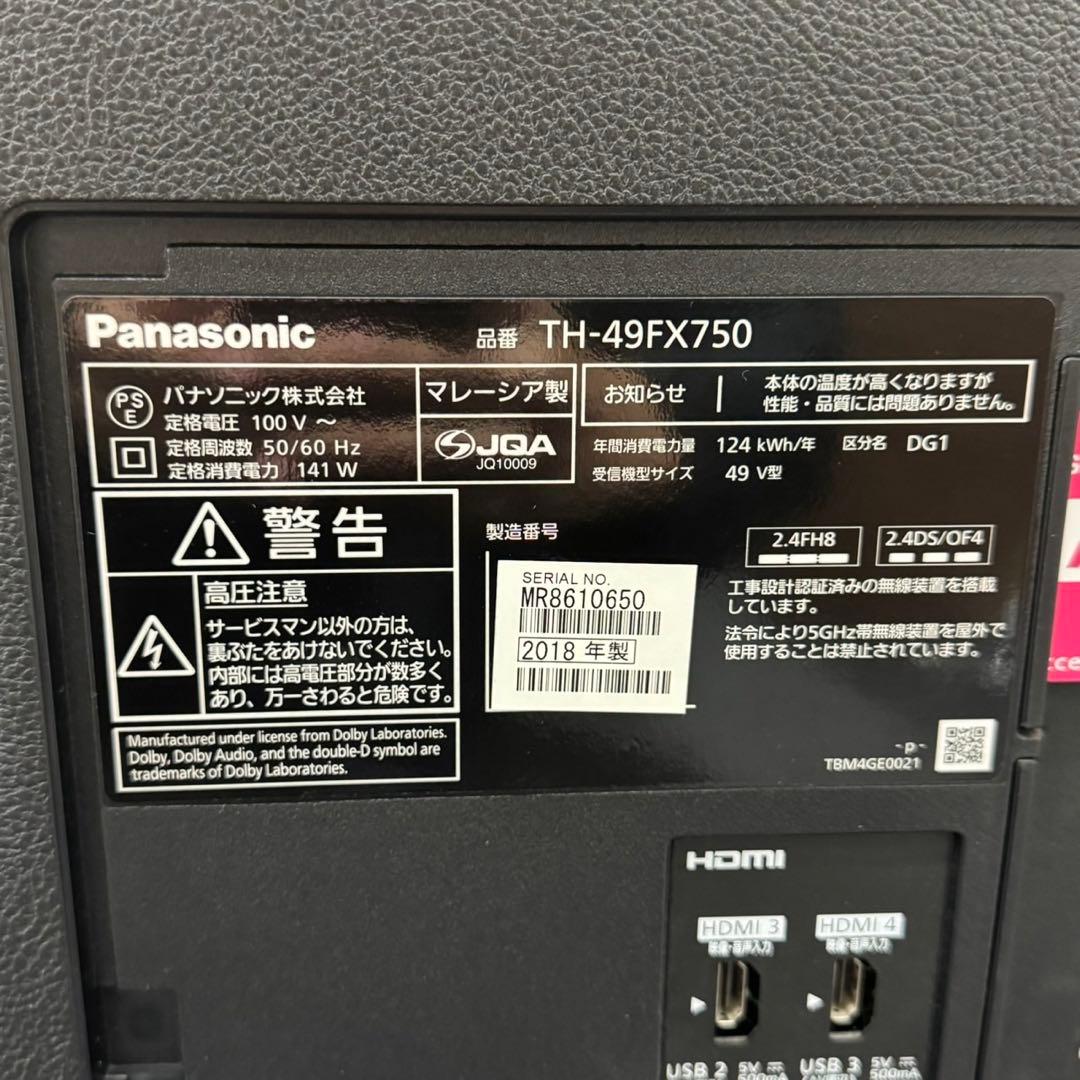 Panasonic 品番 TH-49FX750
PS
E
パナソニック株式会社
定格電圧 100 V ～
定格周波数 50/60 Hz
定格消費電力 141 W
マレーシア製
JQA
JQ10009
お知らせ
本体の温度が高くなりますが
性能・品質には問題ありません。
年間消費電力量 124 kWh/年 区分名 DG1
受信機型サイズ 49 V型
警告
高圧注意
サービスマン以外の方は、
裏ぶたをあけないでください。
内部には高電圧部分が数多く
あり、万一さわると危険です。
Manufactured under license from Dolby Laboratories.
Dolby, Dolby Audio, and the double-D symbol are
trademarks of Dolby Laboratories.
製造番号
SERIAL NO.
MR8610650
2018 年製
2.4FH8
2.4DS/OF4
工事設計認証済みの無線装置を搭載
しています。
法令により5GHz帯無線装置を屋外で
使用することは禁止されています。
-p-
TBM4GE0021
HDMI
HDMI 3
映像・音声入力
HDMI 4
映像・音声入力
USB 2 5V
500mA
USB 3 5V
500mA